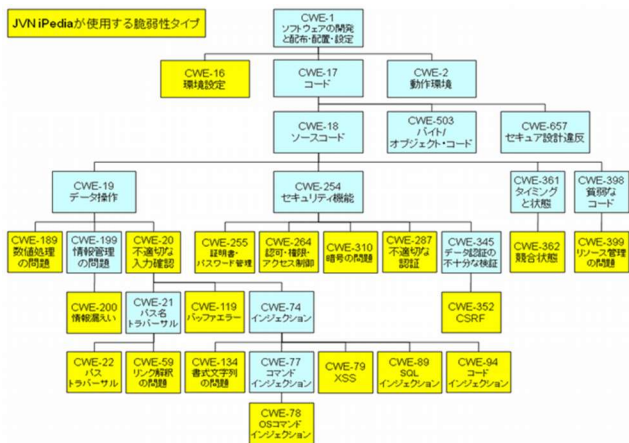 JVN iPediaが使用する脆弱性タイプ
CWE-1
ソフトウェアの開発
と配布・配置・設定
CWE-16
環境設定
CWE-17
コード
CWE-2
動作環境
CWE-18
ソースコード
CWE-503
バイト/
オブジェクト・コード
CWE-657
セキュア設計違反
CWE-19
データ操作
CWE-254
セキュリティ機能
CWE-361
タイミング
と状態
CWE-398
貧弱な
コード
CWE-189
数値処理
の問題
CWE-199
情報管理
の問題
CWE-20
不適切な
入力確認
CWE-255
証明書・
パスワード管理
CWE-264
認可・権限・
アクセス制御
CWE-310
暗号の問題
CWE-287
不適切な
認証
CWE-345
データ認証の
不十分な検証
CWE-362
競合状態
CWE-399
リソース管理
の問題
CWE-200
情報漏えい
CWE-21
パス名
トラバーサル
CWE-119
バッファエラー
CWE-74
インジェクション
CWE-352
CSRF
CWE-22
パス
トラバーサル
CWE-59
リンク解釈
の問題
CWE-134
書式文字列
の問題
CWE-77
コマンド
インジェクション
CWE-79
XSS
CWE-89
SQL
インジェクション
CWE-94
コード
インジェクション
CWE-78
OSコマンド
インジェクション